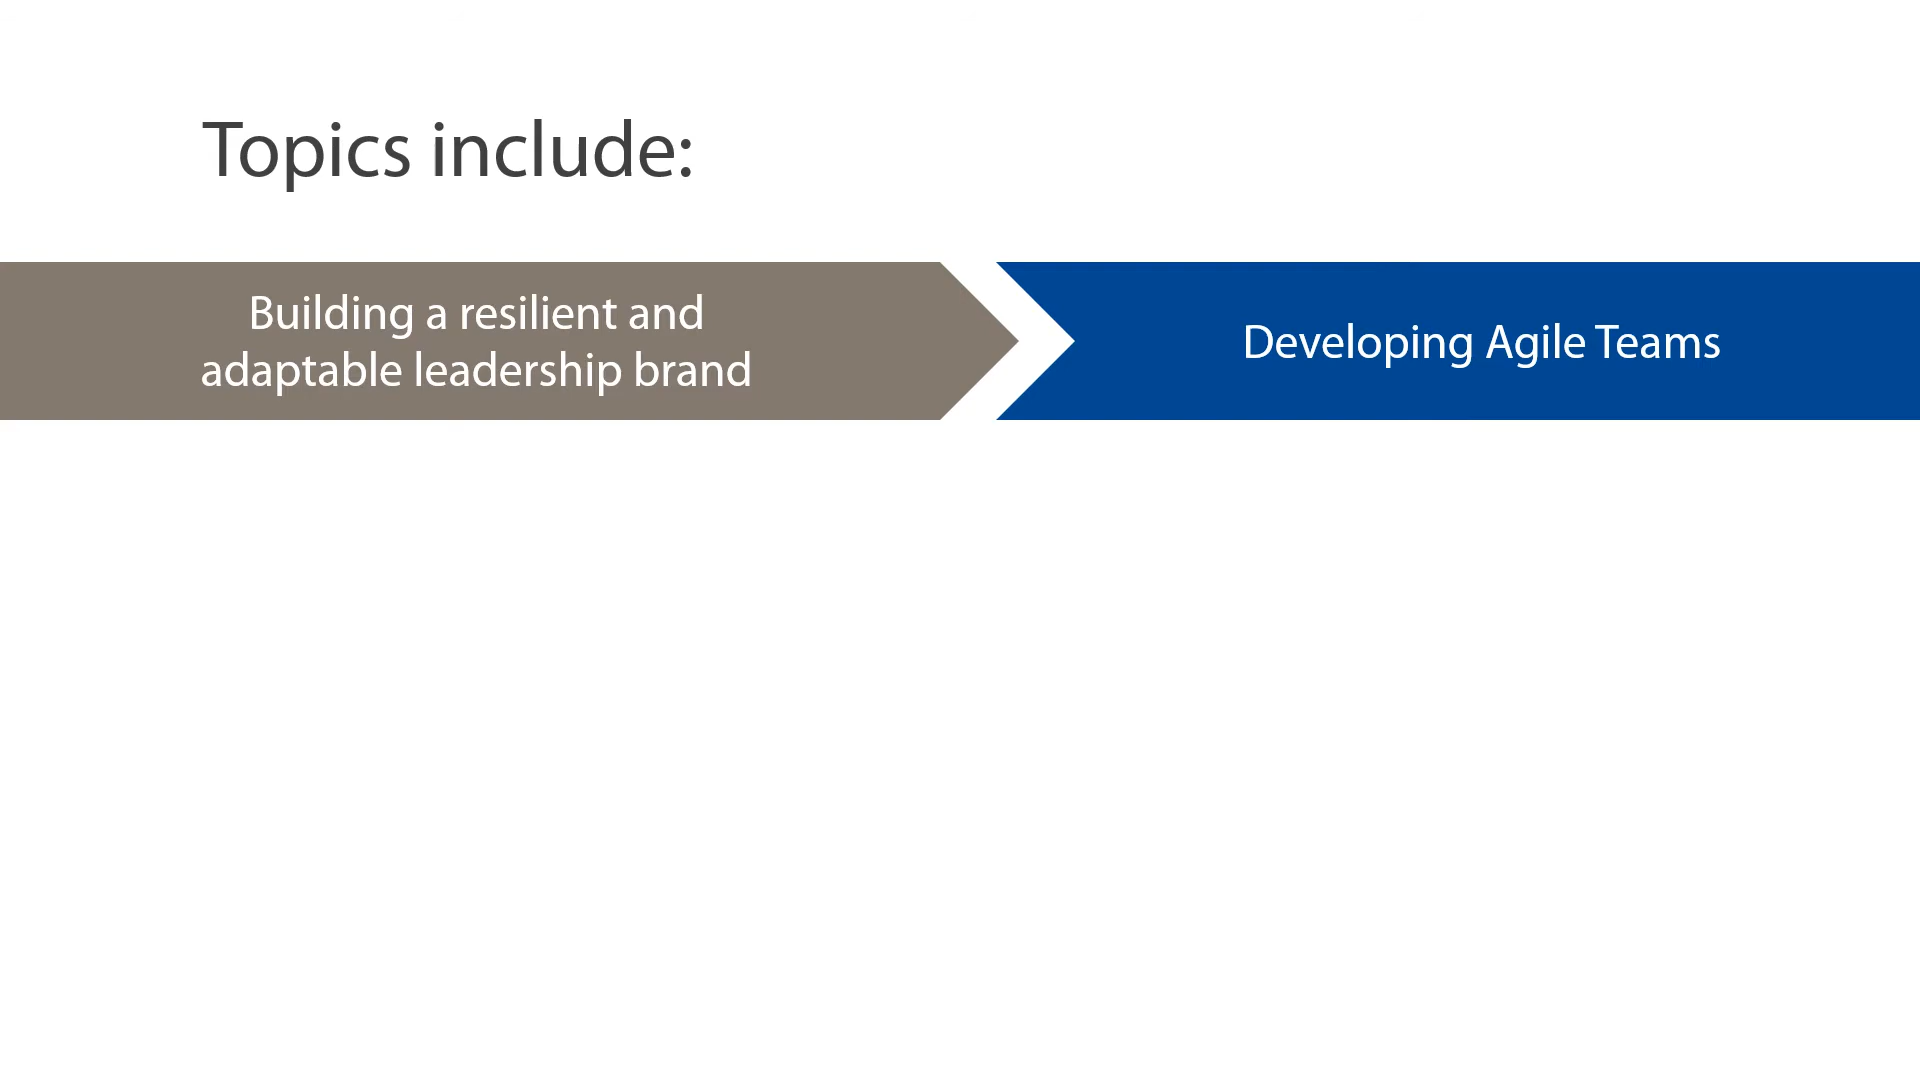 Topics include:
Building a resilient and
adaptable leadership brand
Developing Agile Teams